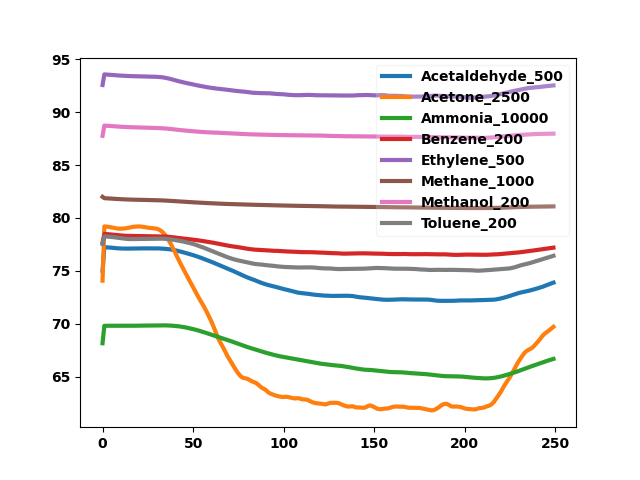 95
90
85
80
75
70
65
0 50 100 150 200 250
Acetaldehyde_500
Acetone_2500
Ammonia_10000
Benzene_200
Ethylene_500
Methane_1000
Methanol_200
Toluene_200